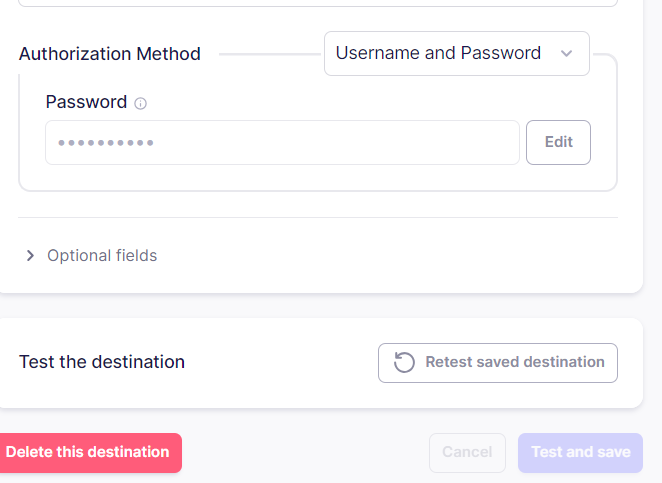 Authorization Method
Username and Password
Password
••••••••••
Edit
Optional fields
Test the destination
Retest saved destination
Delete this destination
Cancel
Test and save